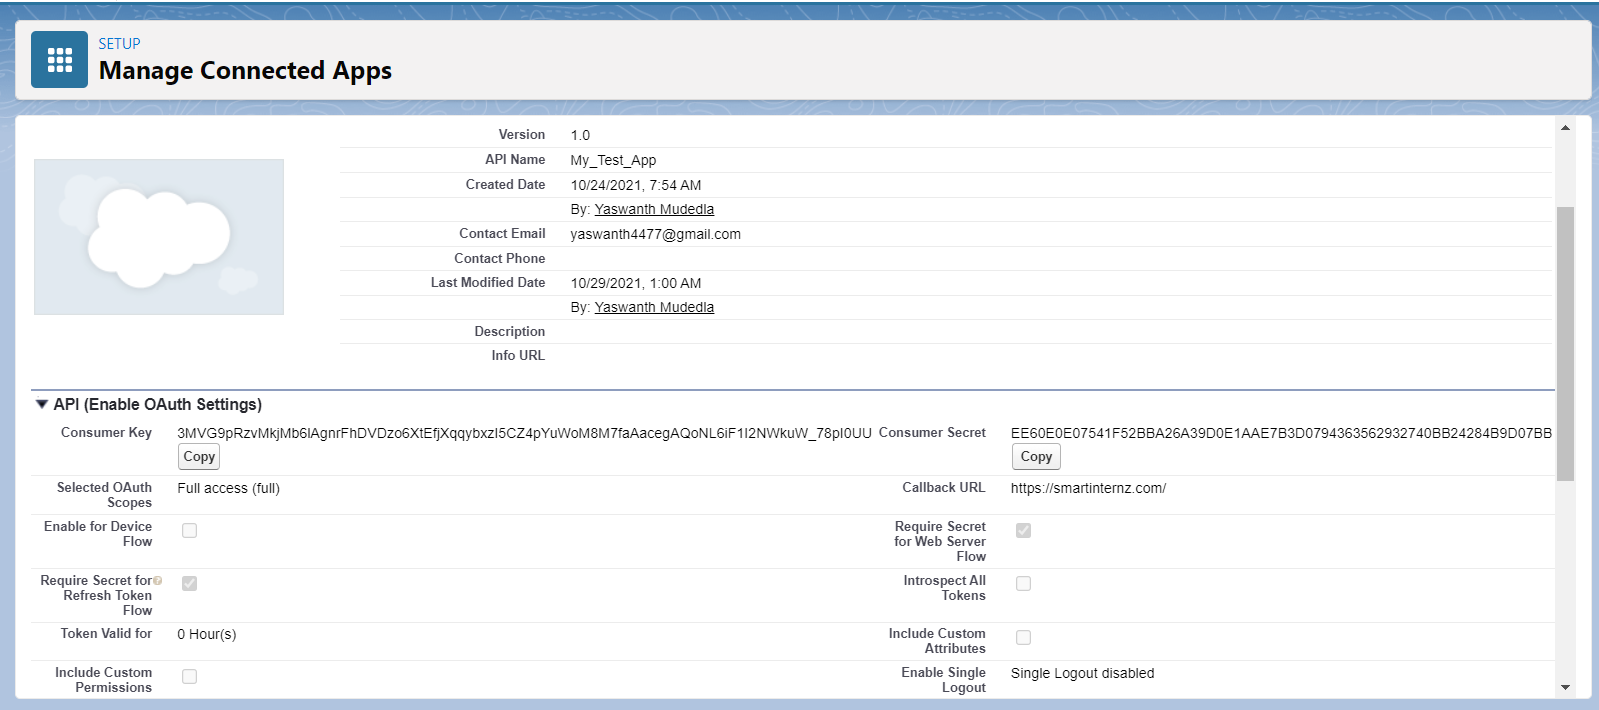 SETUP
Manage Connected Apps
Version 1.0
API Name My_Test_App
Created Date 10/24/2021, 7:54 AM
By: Yaswanth Mudedla
Contact Email yaswanth4477@gmail.com
Contact Phone
Last Modified Date 10/29/2021, 1:00 AM
By: Yaswanth Mudedla
Description
Info URL
API (Enable OAuth Settings)
Consumer Key 3MVG9pRzvMkjMb6lAgnrFhDVDzo6XtEfjXqqybxzI5CZ4pYuWoM8M7faAacegAQoNL6iF1I2NWkuW_78pI0UU Consumer Secret EE60E0E07541F52BBA26A39D0E1AAE7B3D0794363562932740BB24284B9D07BB
Copy Copy
Selected OAuth Scopes Full access (full) Callback URL https://smartinternz.com/
Enable for Device Flow Require Secret for Web Server Flow
Require Secret for Refresh Token Flow Introspect All Tokens
Token Valid for 0 Hour(s) Include Custom Attributes
Include Custom Permissions Enable Single Logout Single Logout disabled